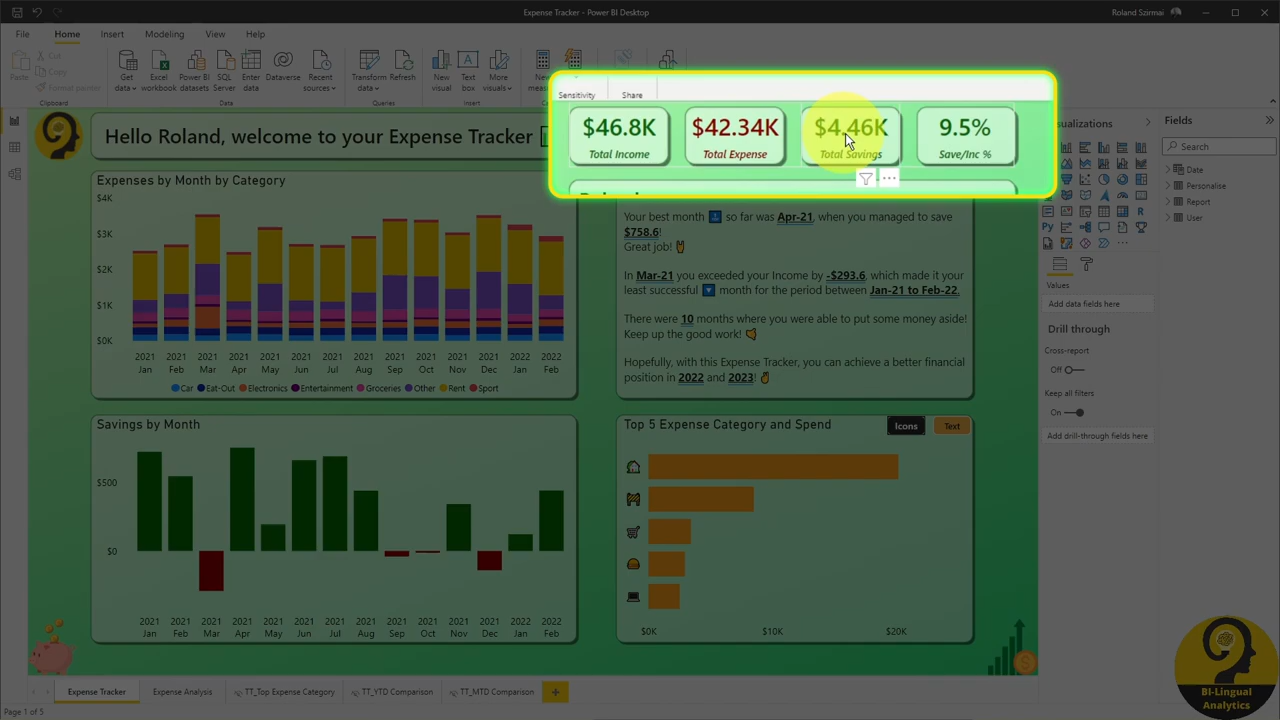 Expense Tracker - Power BI Desktop
Roland Szirmai
File
Home
Insert
Modeling
View
Help
Paste
Cut
Copy
Format painter
Get data
Excel workbook
Power BI datasets
SQL Server
Enter data
Dataverse
Recent sources
Transform data
Refresh
New visual
Text box
More visuals
Clipboard
Data
Queries
Sensitivity
Share
Hello Roland, welcome to your Expense Tracker
$46.8K
Total Income
$42.34K
Total Expense
$4.46K
Total Savings
9.5%
Save/Inc %
Expenses by Month by Category
$4K
$3K
$2K
$1K
$0K
2021 2021 2021 2021 2021 2021 2021 2021 2021 2021 2021 2021 2022 2022
Jan Feb Mar Apr May Jun Jul Aug Sep Oct Nov Dec Jan Feb
Car Eat-Out Electronics Entertainment Groceries Other Rent Sport
Your best month ⬆️ so far was Apr-21, when you managed to save
$758.6!
Great job! 🤘
In Mar-21 you exceeded your Income by -$293.6, which made it your
least successful 🔽 month for the period between Jan-21 to Feb-22.
There were 10 months where you were able to put some money aside!
Keep up the good work! 🤙
Hopefully, with this Expense Tracker, you can achieve a better financial
position in 2022 and 2023! ✌️
Savings by Month
$500
$0
2021 2021 2021 2021 2021 2021 2021 2021 2021 2021 2021 2021 2022 2022
Jan Feb Mar Apr May Jun Jul Aug Sep Oct Nov Dec Jan Feb
Top 5 Expense Category and Spend
Icons
Text
$0K $10K $20K
Fields
Search
Date
Personalise
Report
User
Values
Add data fields here
Drill through
Cross-report
Off
Keep all filters
On
Add drill-through fields here
Expense Tracker
Expense Analysis
TT_Top Expense Category
TT_YTD Comparison
TT_MTD Comparison
Page 1 of 5
BI-Lingual
Analytics